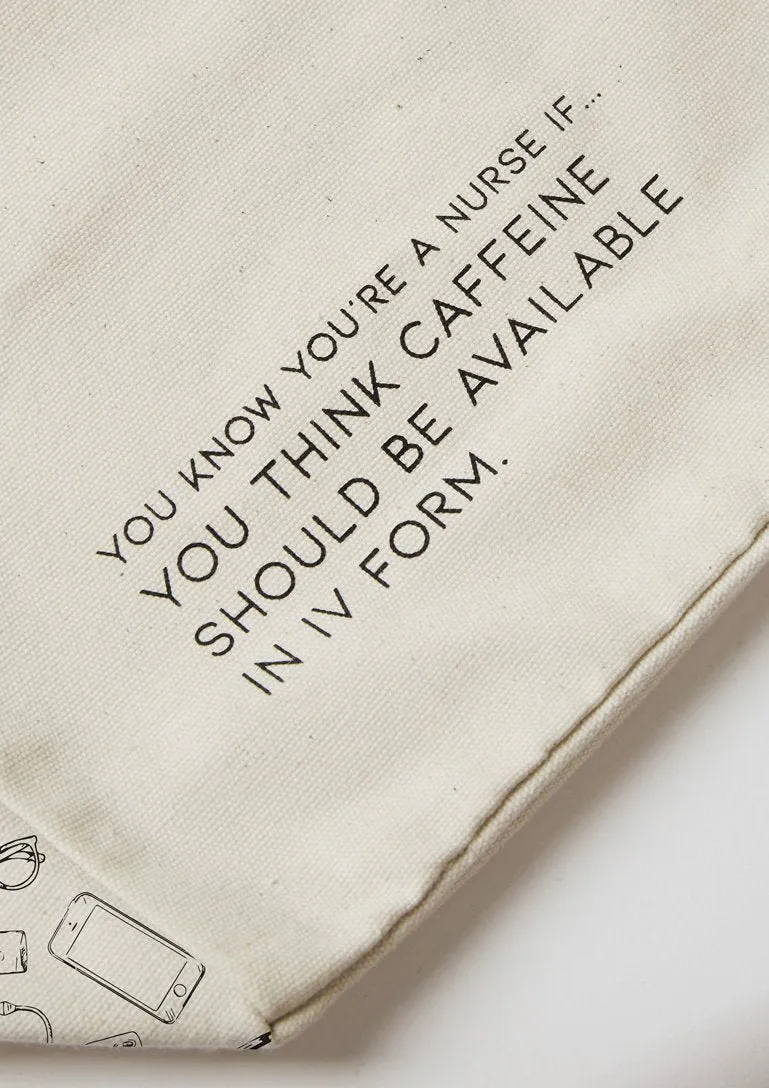 YOU KNOW YOU'RE A NURSE IF...
YOU THINK CAFFEINE
SHOULD BE AVAILABLE
IN IV FORM.